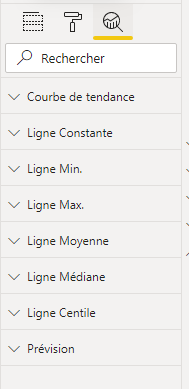 Rechercher
Courbe de tendance
Ligne Constante
Ligne Min.
Ligne Max.
Ligne Moyenne
Ligne Médiane
Ligne Centile
Prévision